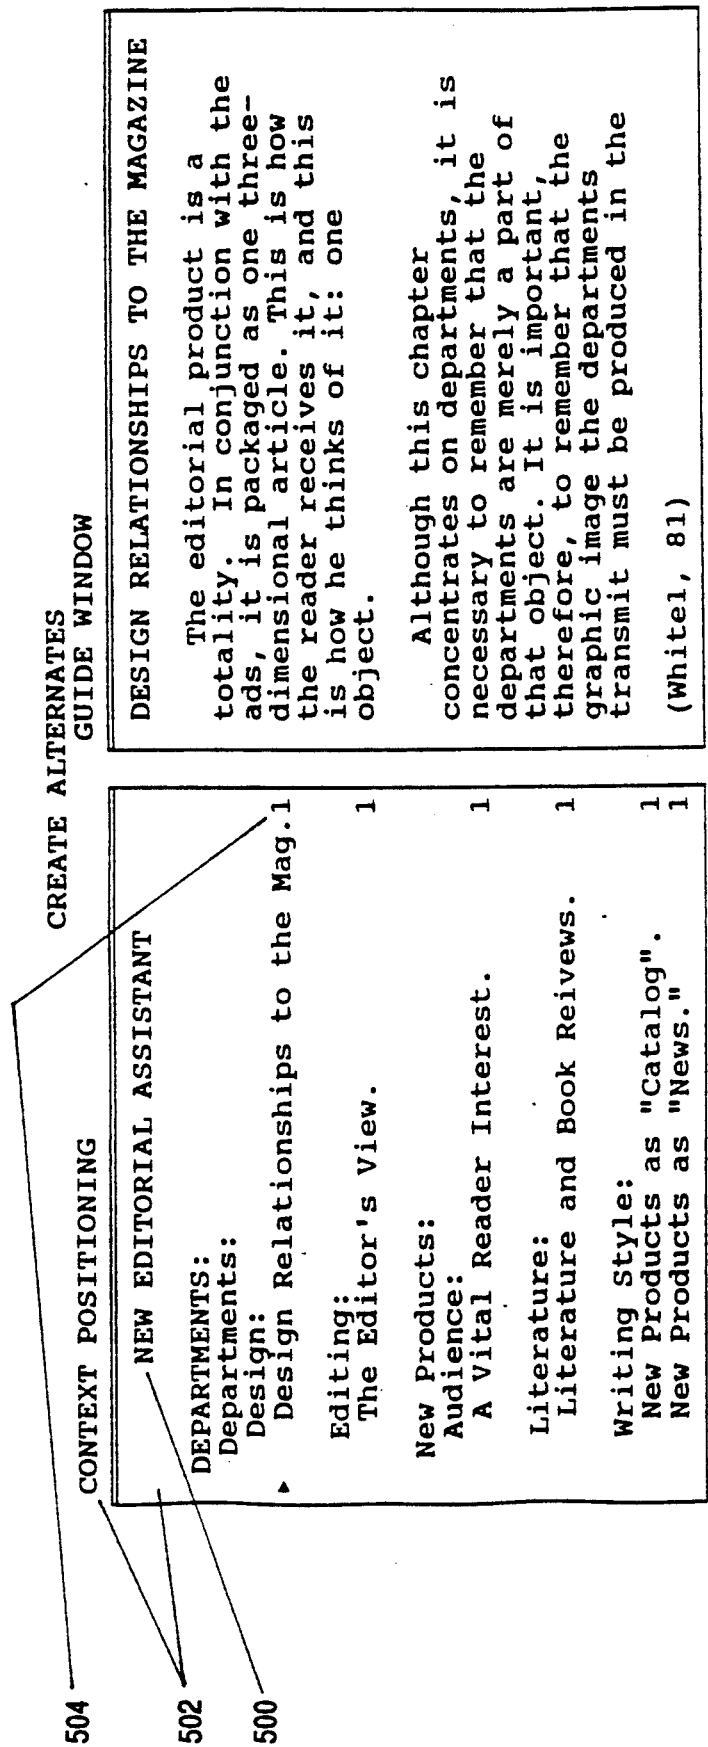 504
502
500
CONTEXT POSITIONING
NEW EDITORIAL ASSISTANT
DEPARTMENTS:
Departments:
Design:
Design Relationships to the Mag.1
Editing:
The Editor's View. 1
New Products:
Audience:
A Vital Reader Interest. 1
Literature:
Literature and Book Reivews. 1
Writing Style:
New Products as "Catalog". 1
New Products as "News." 1
CREATE ALTERNATES
GUIDE WINDOW
DESIGN RELATIONSHIPS TO THE MAGAZINE
The editorial product is a
totality. In conjunction with the
ads, it is packaged as one three-
dimensional article. This is how
the reader receives it, and this
is how he thinks of it: one
object.
Although this chapter
concentrates on departments, it is
necessary to remember that the
departments are merely a part of
that object. It is important,
therefore, to remember that the
graphic image the departments
transmit must be produced in the
(White1, 81)